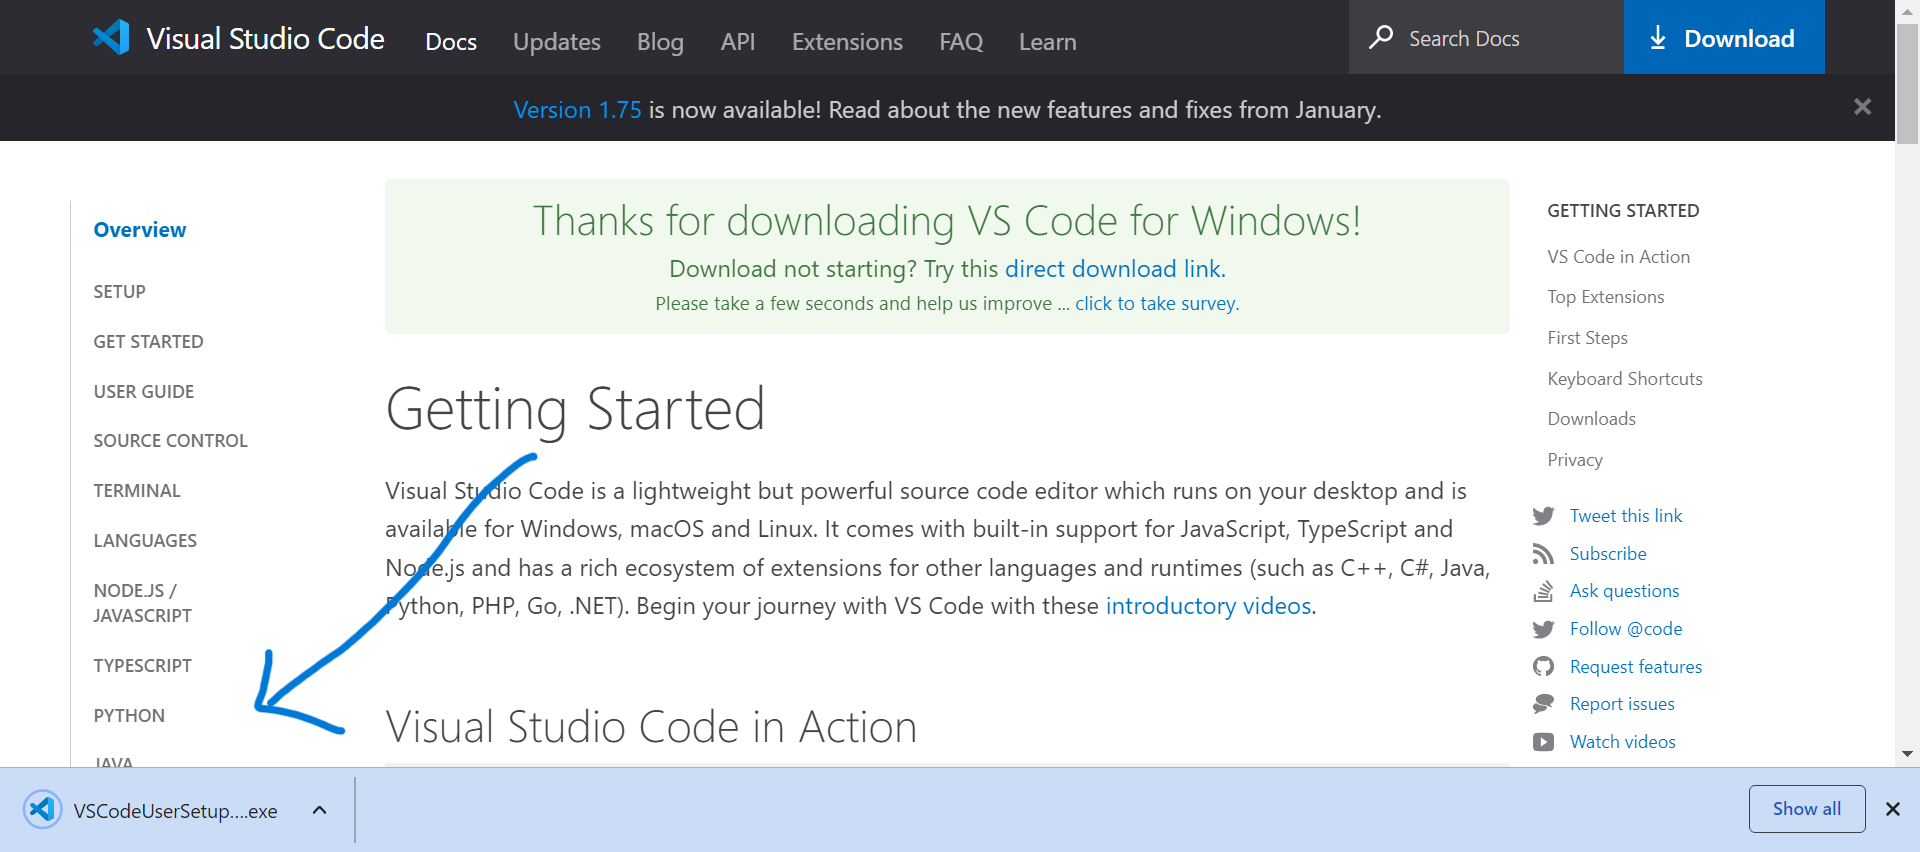 Visual Studio Code Docs Updates Blog API Extensions FAQ Learn Search Docs Download
Version 1.75 is now available! Read about the new features and fixes from January.
Overview
SETUP
GET STARTED
USER GUIDE
SOURCE CONTROL
TERMINAL
LANGUAGES
NODE.JS /
JAVASCRIPT
TYPESCRIPT
PYTHON
JAVA
Thanks for downloading VS Code for Windows!
Download not starting? Try this direct download link.
Please take a few seconds and help us improve ... click to take survey.
Getting Started
Visual Studio Code is a lightweight but powerful source code editor which runs on your desktop and is
available for Windows, macOS and Linux. It comes with built-in support for JavaScript, TypeScript and
Node.js and has a rich ecosystem of extensions for other languages and runtimes (such as C++, C#, Java,
Python, PHP, Go, .NET). Begin your journey with VS Code with these introductory videos.
Visual Studio Code in Action
GETTING STARTED
VS Code in Action
Top Extensions
First Steps
Keyboard Shortcuts
Downloads
Privacy
Tweet this link
Subscribe
Ask questions
Follow @code
Request features
Report issues
Watch videos
VSCodeUserSetup....exe
Show all